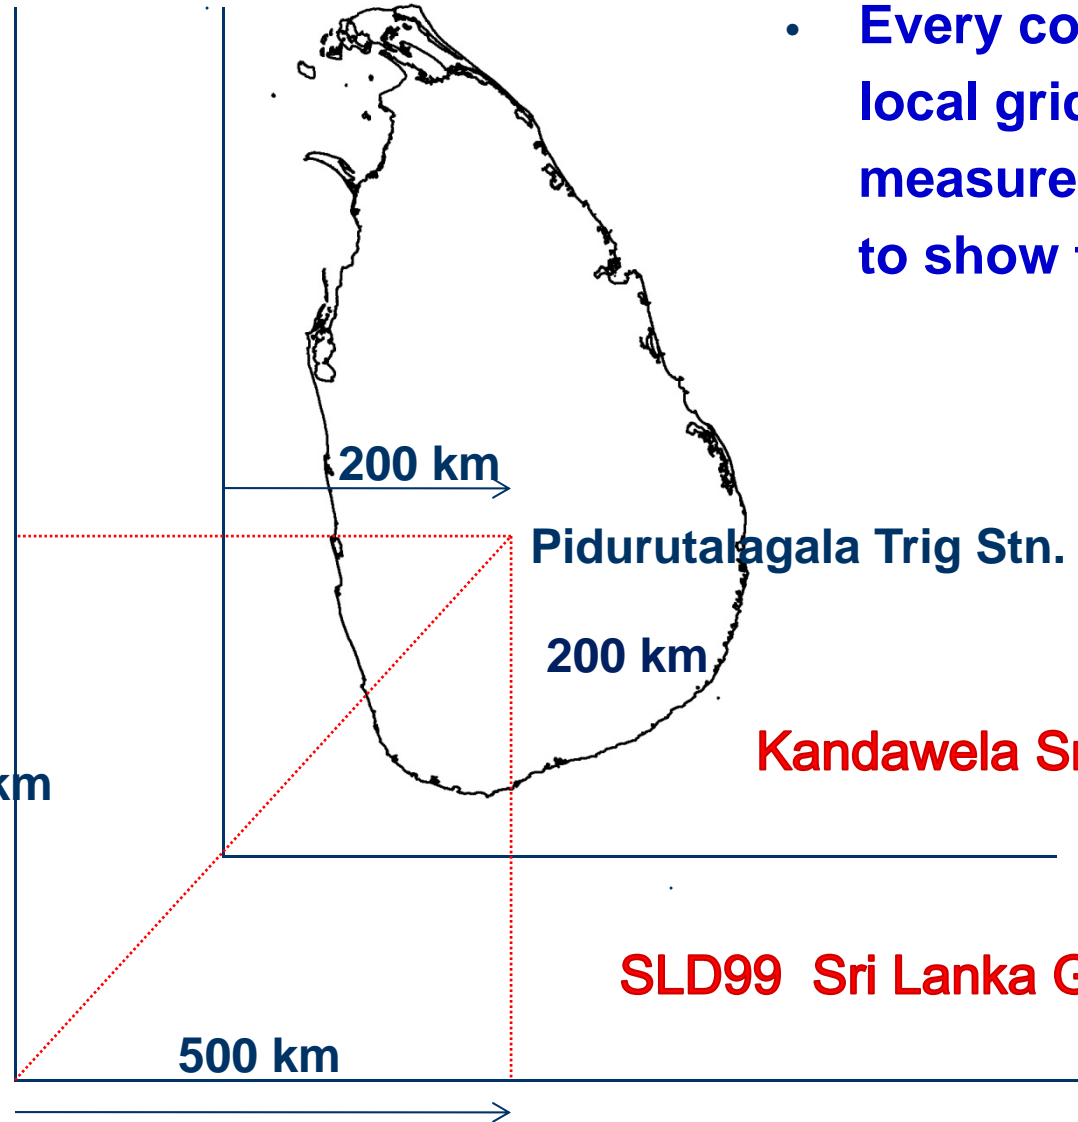 • Every co
local grid
measure
to show
200 km
Pidurutalagala Trig Stn.
200 km
Kandawela Sr
km
SLD99 Sri Lanka G
500 km